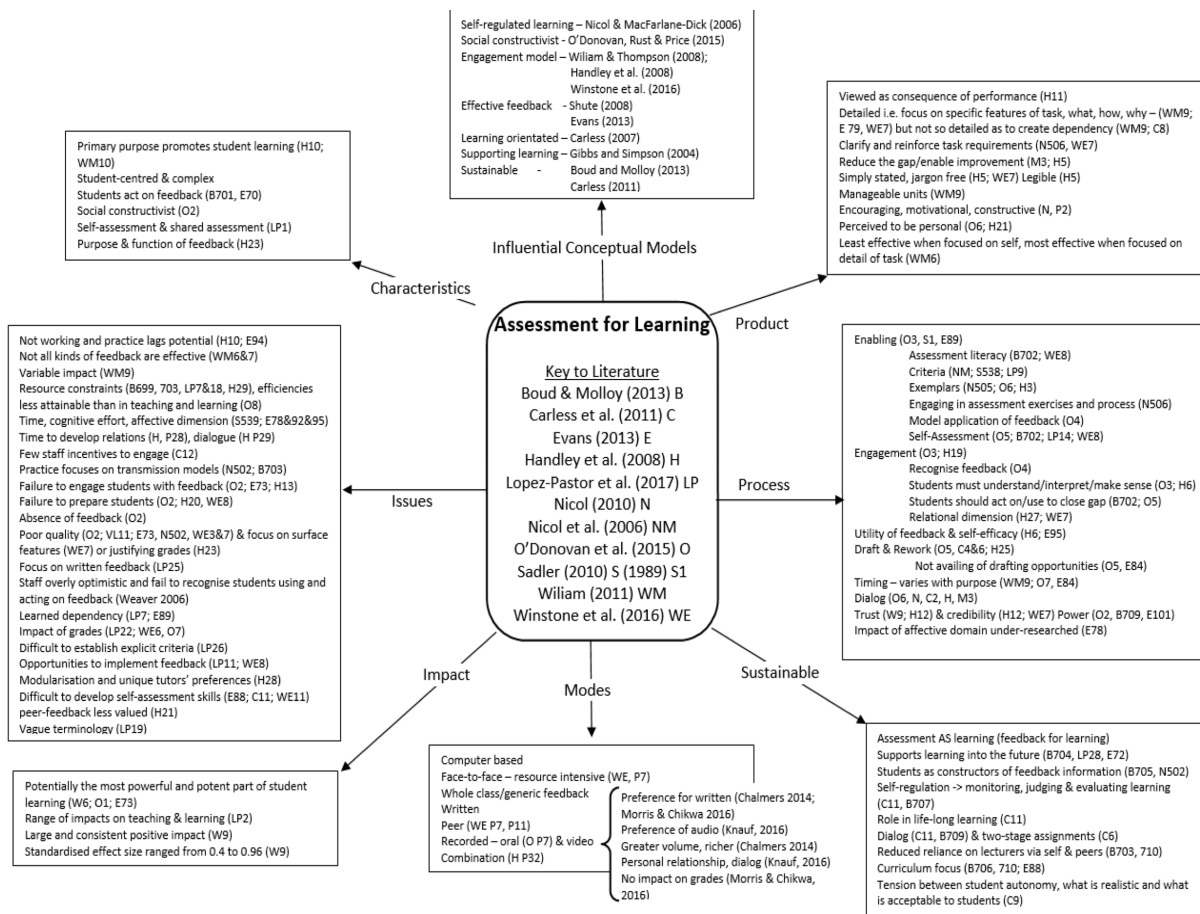 Self-regulated learning – Nicol & MacFarlane-Dick (2006)
Social constructivist - O'Donovan, Rust & Price (2015)
Engagement model – Wiliam & Thompson (2008);
Handley et al. (2008)
Winstone et al. (2016)
Effective feedback - Shute (2008)
Evans (2013)
Learning orientated – Carless (2007)
Supporting learning – Gibbs and Simpson (2004)
Sustainable - Boud and Molloy (2013)
Carless (2011)
Influential Conceptual Models
Primary purpose promotes student learning (H10;
WM10)
Student-centred & complex
Students act on feedback (B701, E70)
Social constructivist (O2)
Self-assessment & shared assessment (LP1)
Purpose & function of feedback (H23)
Characteristics
Viewed as consequence of performance (H11)
Detailed i.e. focus on specific features of task, what, how, why – (WM9;
E 79, WE7) but not so detailed as to create dependency (WM9; C8)
Clarify and reinforce task requirements (N506, WE7)
Reduce the gap/enable improvement (M3; H5)
Simply stated, jargon free (H5; WE7) Legible (H5)
Manageable units (WM9)
Encouraging, motivational, constructive (N, P2)
Perceived to be personal (O6; H21)
Least effective when focused on self, most effective when focused on
detail of task (WM6)
Product
Assessment for Learning
Key to Literature
Boud & Molloy (2013) B
Carless et al. (2011) C
Evans (2013) E
Handley et al. (2008) H
Lopez-Pastor et al. (2017) LP
Nicol (2010) N
Nicol et al. (2006) NM
O'Donovan et al. (2015) O
Sadler (2010) S (1989) S1
Wiliam (2011) WM
Winstone et al. (2016) WE
Not working and practice lags potential (H10; E94)
Not all kinds of feedback are effective (WM6&7)
Variable impact (WM9)
Resource constraints (B699, 703, LP7&18, H29), efficiencies
less attainable than in teaching and learning (O8)
Time, cognitive effort, affective dimension (S539; E78&92&95)
Time to develop relations (H, P28), dialogue (H P29)
Few staff incentives to engage (C12)
Practice focuses on transmission models (N502; B703)
Failure to engage students with feedback (O2; E73; H13)
Failure to prepare students (O2; H20, WE8)
Absence of feedback (O2)
Poor quality (O2; VL11; E73, N502, WE3&7) & focus on surface
features (WE7) or justifying grades (H23)
Focus on written feedback (LP25)
Staff overly optimistic and fail to recognise students using and
acting on feedback (Weaver 2006)
Learned dependency (LP7; E89)
Impact of grades (LP22; WE6, O7)
Difficult to establish explicit criteria (LP26)
Opportunities to implement feedback (LP11; WE8)
Modularisation and unique tutors' preferences (H28)
Difficult to develop self-assessment skills (E88; C11; WE11)
peer-feedback less valued (H21)
Vague terminology (LP19)
Issues
Enabling (O3, S1, E89)
Assessment literacy (B702; WE8)
Criteria (NM; S538; LP9)
Exemplars (N505; O6; H3)
Engaging in assessment exercises and process (N506)
Model application of feedback (O4)
Self-Assessment (O5; B702; LP14; WE8)
Engagement (O3; H19)
Recognise feedback (O4)
Students must understand/interpret/make sense (O3; H6)
Students should act on/use to close gap (B702; O5)
Relational dimension (H27; WE7)
Utility of feedback & self-efficacy (H6; E95)
Draft & Rework (O5, C4&6; H25)
Not availing of drafting opportunities (O5, E84)
Timing – varies with purpose (WM9; O7, E84)
Dialog (O6, N, C2, H, M3)
Trust (W9; H12) & credibility (H12; WE7) Power (O2, B709, E101)
Impact of affective domain under-researched (E78)
Process
Impact
Potentially the most powerful and potent part of student
learning (W6; O1; E73)
Range of impacts on teaching & learning (LP2)
Large and consistent positive impact (W9)
Standardised effect size ranged from 0.4 to 0.96 (W9)
Modes
Computer based
Face-to-face – resource intensive (WE, P7)
Whole class/generic feedback
Written
Peer (WE P7, P11)
Recorded – oral (O P7) & video
Combination (H P32)
Preference for written (Chalmers 2014;
Morris & Chikwa 2016)
Preference of audio (Knauf, 2016)
Greater volume, richer (Chalmers 2014)
Personal relationship, dialog (Knauf, 2016)
No impact on grades (Morris & Chikwa,
2016)
Sustainable
Assessment AS learning (feedback for learning)
Supports learning into the future (B704, LP28, E72)
Students as constructors of feedback information (B705, N502)
Self-regulation -> monitoring, judging & evaluating learning
(C11, B707)
Role in life-long learning (C11)
Dialog (C11, B709) & two-stage assignments (C6)
Reduced reliance on lecturers via self & peers (B703, 710)
Curriculum focus (B706, 710; E88)
Tension between student autonomy, what is realistic and what
is acceptable to students (C9)